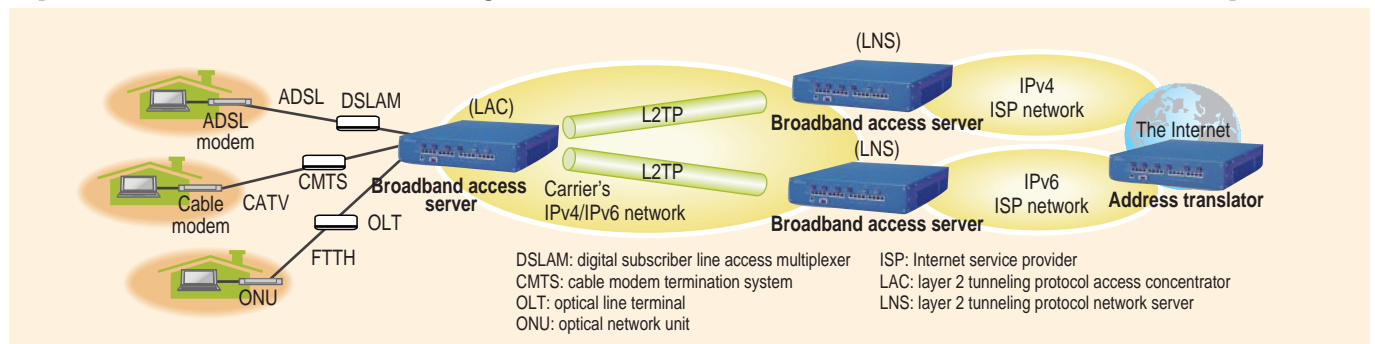 ADSL
DSLAM
ADSL
modem
CMTS
Cable
modem
CATV
OLT
FTTH
ONU
(LAC)
Broadband access
server
L2TP
L2TP
Carrier's
IPv4/IPv6 network
(LNS)
Broadband access server
(LNS)
Broadband access server
IPv4
ISP network
IPv6
ISP network
The Internet
Address translator
DSLAM: digital subscriber line access multiplexer
CMTS: cable modem termination system
OLT: optical line terminal
ONU: optical network unit
ISP: Internet service provider
LAC: layer 2 tunneling protocol access concentrator
LNS: layer 2 tunneling protocol network server